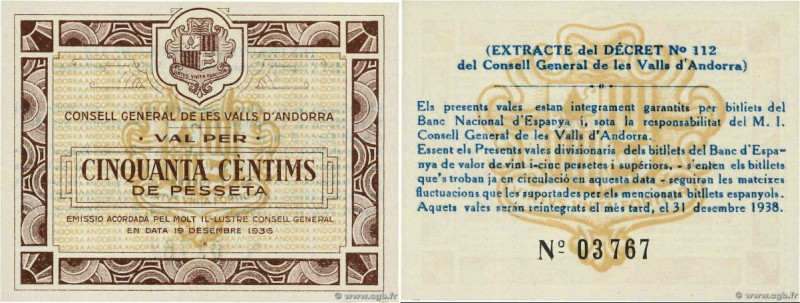 CONSELL GENERAL DE LES VALLS D'ANDORRA
VAL PER
CINQUANTA CÈNTIMS
DE PESSETA
EMISSIO ACORDADA PEL MOLT IL-LUSTRE CONSELL GENERAL
EN DATA 19 DESEMBRE 1936
(EXTRACTE del DÉCRET Nº 112
del Consell General de les Valls d'Andorra)
Els presents vales estan integrament garantits per bitllets del
Banc Nacional d'Espanya i, sota la responsabilitat del M. I.
Consell General de les Valls d'Andorra.
Essent els Presents vales divisionaris dels bitllets del Banc d'Espa-
nya de valor de vint i-cinc pessetes i supériors, - s'enten els bitllets
que's troban ja en circulació en aquesta data - seguiran les mateixes
fluctuacions que les suportades per els mencionats bitllets espanyols.
Aquets vales serán reintegrats el més tard, el 31 desembre 1938.
Nº 03767
© www.cgb.fr
© www.cgb.fr